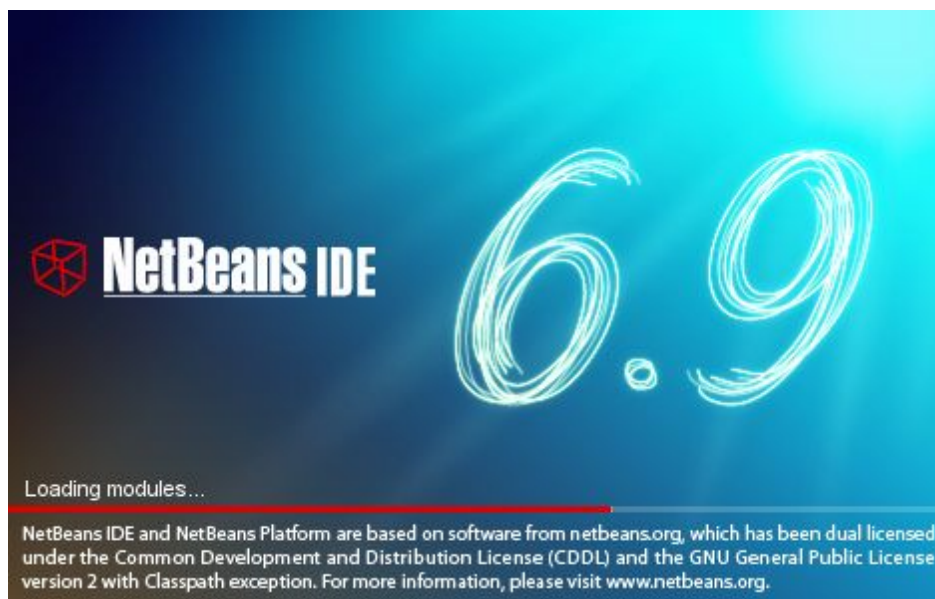 NetBeans IDE
6.9
Loading modules...
NetBeans IDE and NetBeans Platform are based on software from netbeans.org, which has been dual licensed
under the Common Development and Distribution License (CDDL) and the GNU General Public License
version 2 with Classpath exception. For more information, please visit www.netbeans.org.